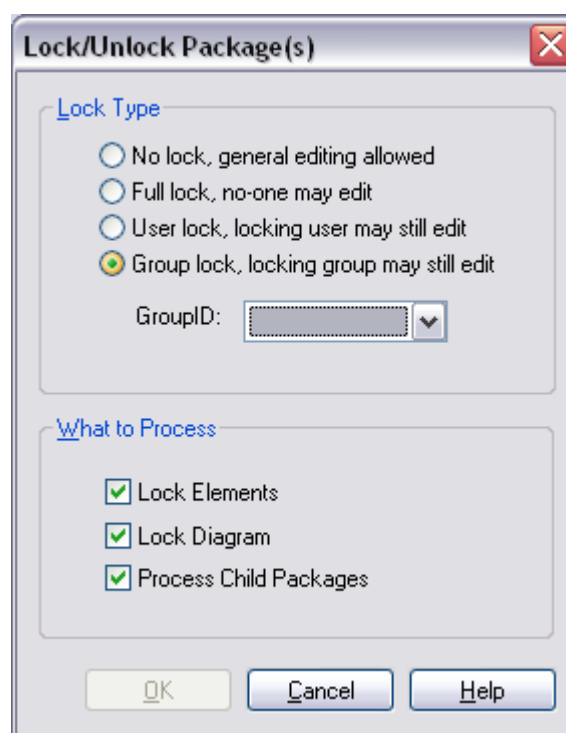 Lock/Unlock Package(s)
Lock Type
No lock, general editing allowed
Full lock, no-one may edit
User lock, locking user may still edit
Group lock, locking group may still edit
GroupID:
What to Process
Lock Elements
Lock Diagram
Process Child Packages
OK Cancel Help